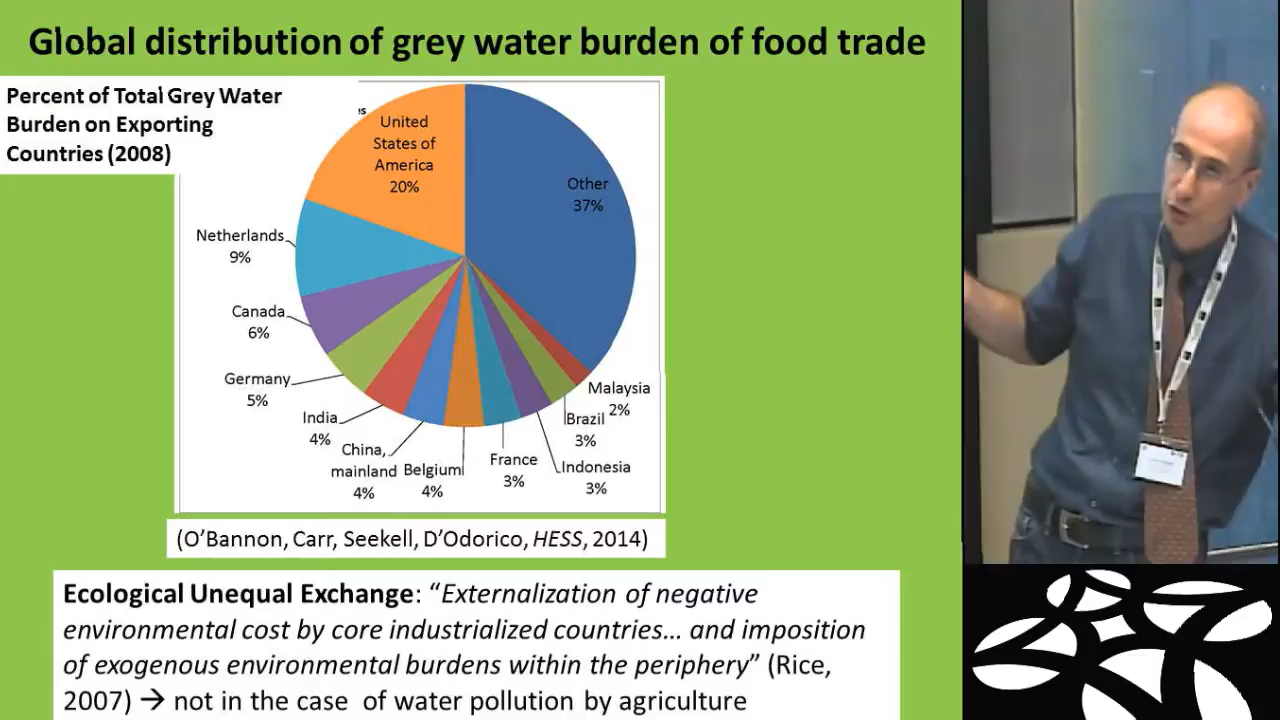 Global distribution of grey water burden of food trade
Percent of Total Grey Water
Burden on Exporting
Countries (2008)
es
United
States of
America
20%
Other
37%
Netherlands
9%
Canada
6%
Germany
5%
India
4%
China,
mainland
4%
Belgium
4%
France
3%
Indonesia
3%
Brazil
3%
Malaysia
2%
(O'Bannon, Carr, Seekell, D'Odorico, HESS, 2014)
Ecological Unequal Exchange: “Externalization of negative
environmental cost by core industrialized countries... and imposition
of exogenous environmental burdens within the periphery” (Rice,
2007) → not in the case of water pollution by agriculture